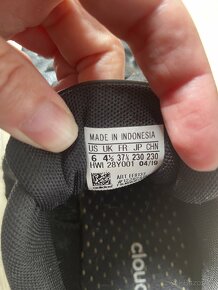 MADE IN INDONESIA
US UK FR JP CHN
6 4½ 37⅓ 230 230
HWI 28Y001 04/19
ART
cloud